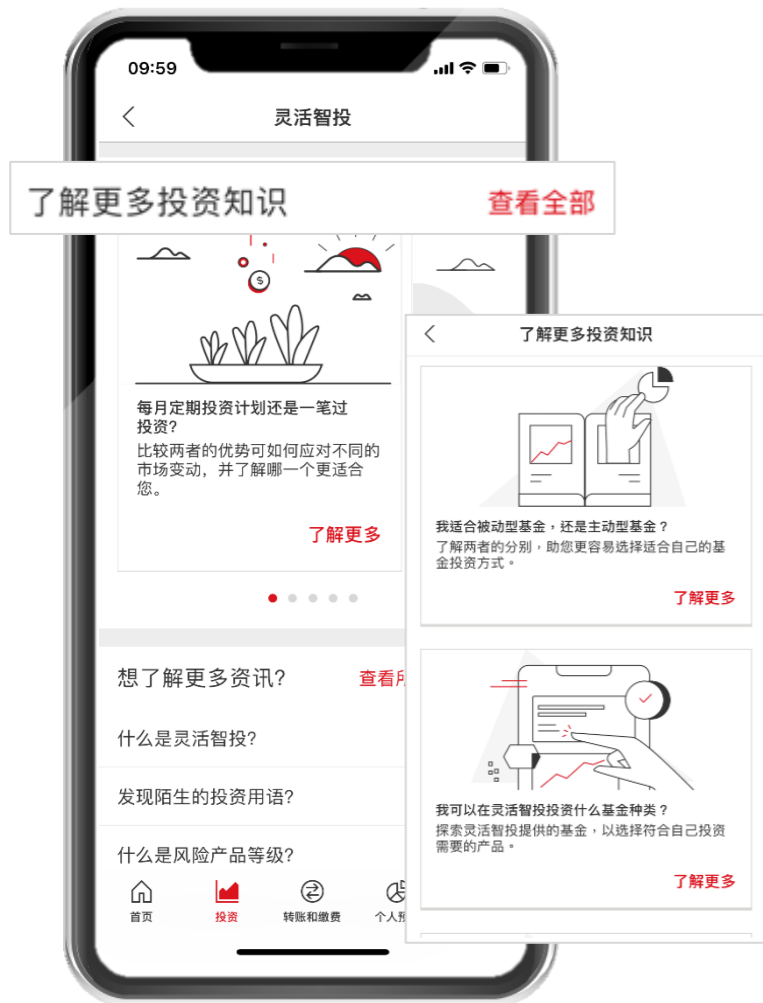 09:59
灵活智投
了解更多投资知识
查看全部
$
每月定期投资计划还是一笔过
投资?
比较两者的优势可如何应对不同的
市场变动，并了解哪一个更适合
您。
了解更多
想了解更多资讯?
查看
什么是灵活智投?
发现陌生的投资用语?
什么是风险产品等级?
首页
投资
转账和缴费
个人
了解更多投资知识
我适合被动型基金，还是主动型基金？
了解两者的分别，助您更容易选择适合自己的基
金投资方式。
了解更多
我可以在灵活智投投资什么基金种类？
探索灵活智投提供的基金，以选择符合自己投资
需要的产品。
了解更多